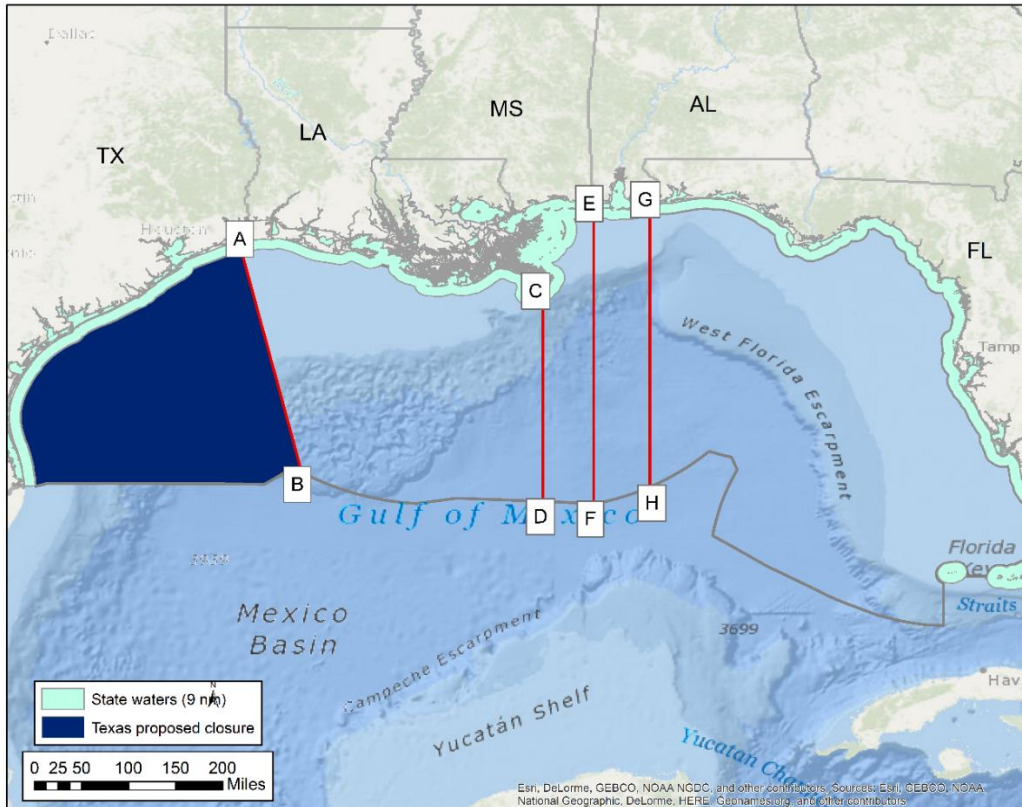 Dallas
MS
AL
LA
TX
E
G
A
Houston
FL
C
West Florida Escarpment
Tampa
B
H
D
F
Gulf of Mexico
Florida
Mexico
Basin
Straits
Campeche Escarpment
3699
Yucatán Shelf
Yucatan Chan
Hav
State waters (9 nm)
N
Texas proposed closure
0 25 50 100 150 200
Miles
Esri, DeLorme, GEBCO, NOAA NGDC, and other contributors, Sources: Esri, GEBCO, NOAA,
National Geographic, DeLorme, HERE, Geonames.org, and other contributors